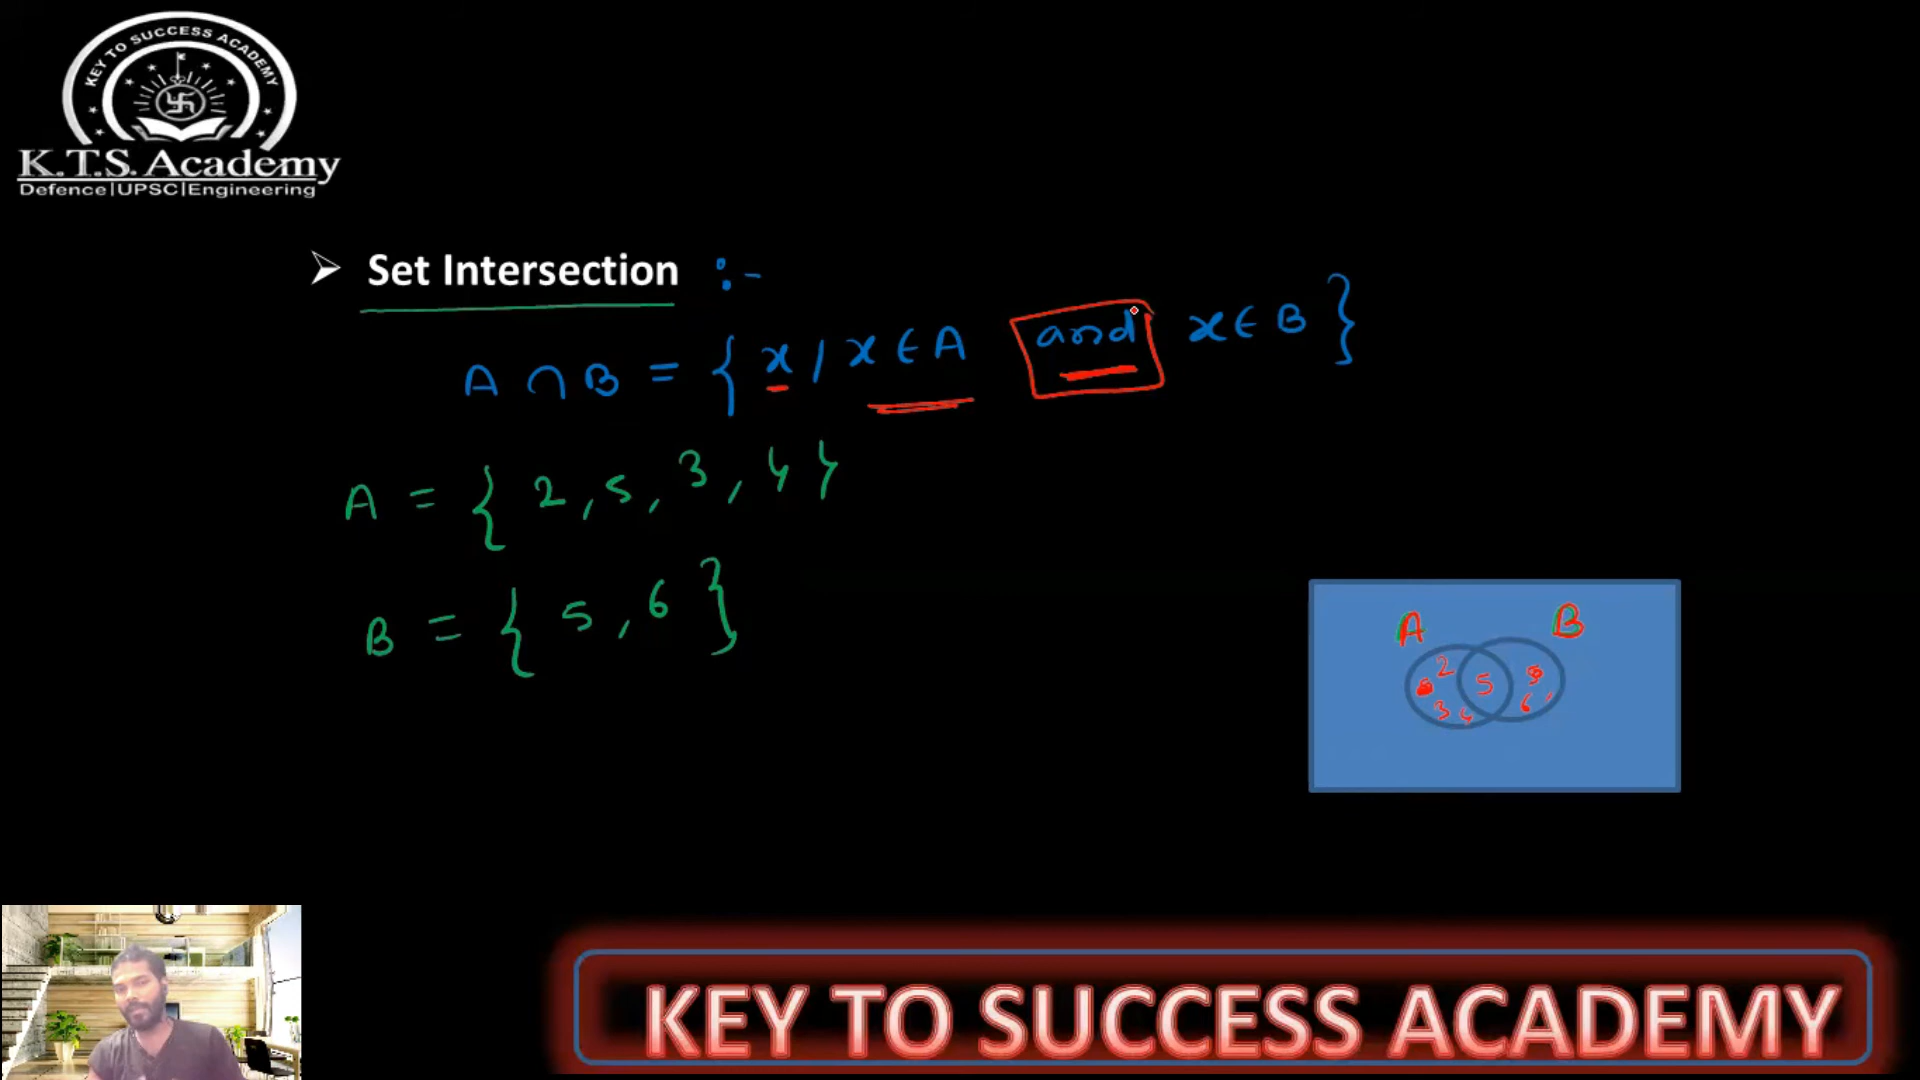 KEY TO SUCCESS ACADEMY
K.T.S. Academy
Defence|UPSC|Engineering
➢ Set Intersection :-
A ∩ B = { x / x ∈ A and x ∈ B }
A = { 2, 5, 3, 4 }
B = { 5, 6 }
A B
2 5
3 4 6
KEY TO SUCCESS ACADEMY